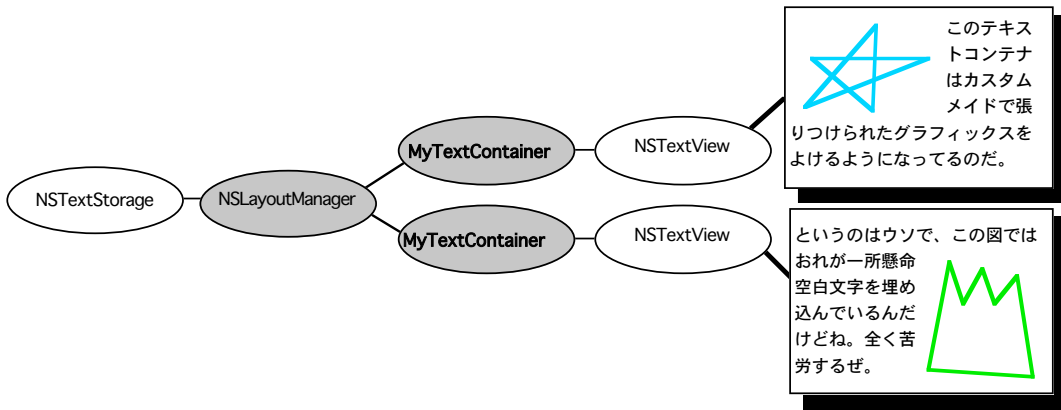 NSTextStorage
NSLayoutManager
MyTextContainer
NSTextView
このテキス
トコンテナ
はカスタム
メイドで張
りつけられたグラフィックスを
よけるようになってるのだ。
MyTextContainer
NSTextView
というのはウソで、この図では
おれが一所懸命
空白文字を埋め
込んでいるんだ
けどね。全く苦
労するぜ。